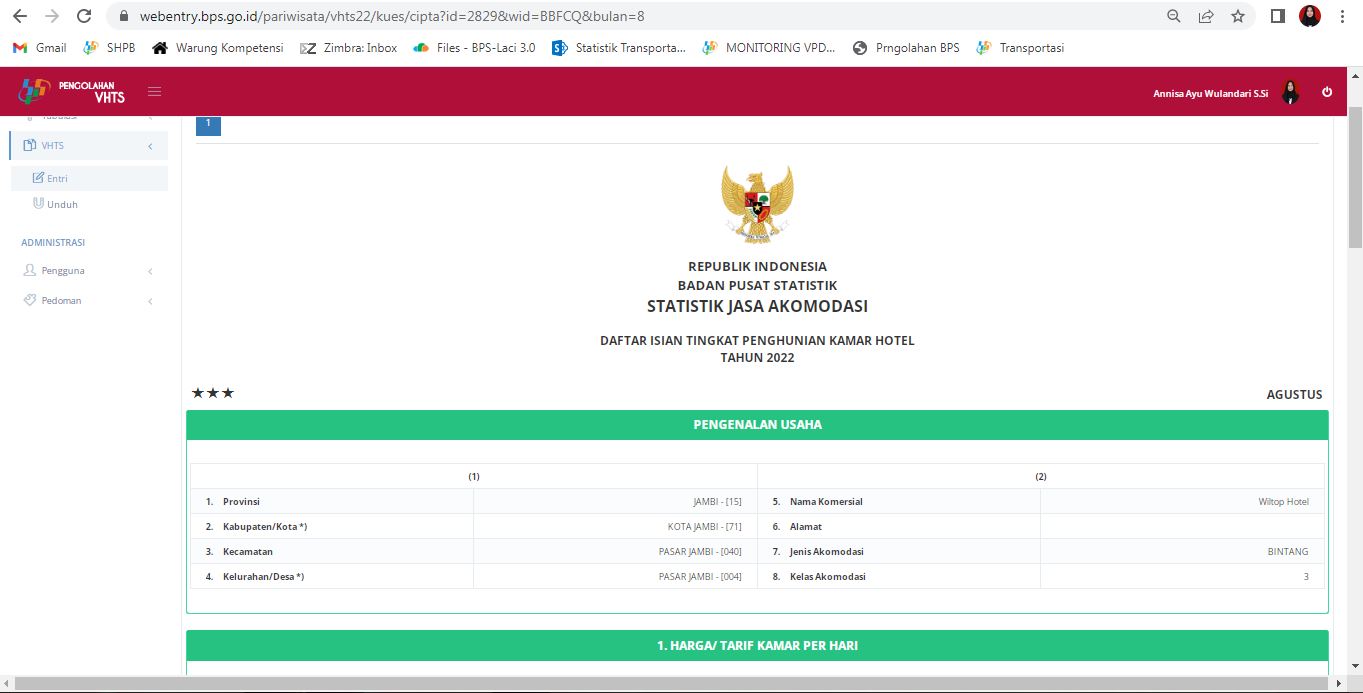 webentry.bps.go.id/pariwisata/vhts22/kues/cipta?id=2829&wid=BBFCQ&bulan=8
Gmail SHPB Warung Kompetensi Zimbra: Inbox Files - BPS-Laci 3.0 Statistik Transporta... MONITORING VPD... Prngolahan BPS Transportasi
PENGOLAHAN
VHTS
Annisa Ayu Wulandari S.Si
Tabulasi
1
VHTS
Entri
Unduh
ADMINISTRASI
Pengguna
Pedoman
REPUBLIK INDONESIA
BADAN PUSAT STATISTIK
STATISTIK JASA AKOMODASI
DAFTAR ISIAN TINGKAT PENGHUNIAN KAMAR HOTEL
TAHUN 2022
★★★ AGUSTUS
PENGENALAN USAHA
(1) (2)
1. Provinsi JAMBI - [15] 5. Nama Komersial Wiltop Hotel
2. Kabupaten/Kota *) KOTA JAMBI - [71] 6. Alamat
3. Kecamatan PASAR JAMBI - [040] 7. Jenis Akomodasi BINTANG
4. Kelurahan/Desa *) PASAR JAMBI - [004] 8. Kelas Akomodasi 3
1. HARGA/ TARIF KAMAR PER HARI